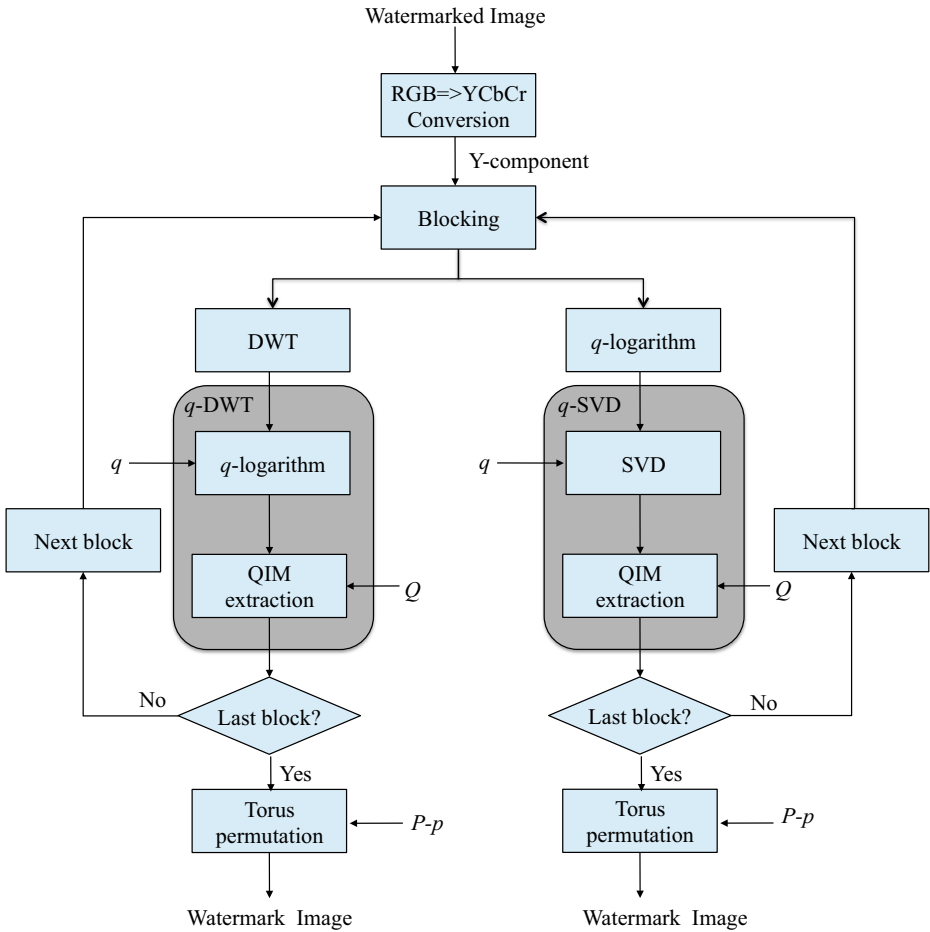 Watermarked Image
RGB=>YCbCr
Conversion
Y-component
Blocking
DWT
q-logarithm
q-DWT
q-SVD
q
q-logarithm
q
SVD
Next block
Next block
QIM
extraction
Q
QIM
extraction
Q
No
Last block?
Last block?
No
Yes
Yes
Torus
permutation
P-p
Torus
permutation
P-p
Watermark Image
Watermark Image